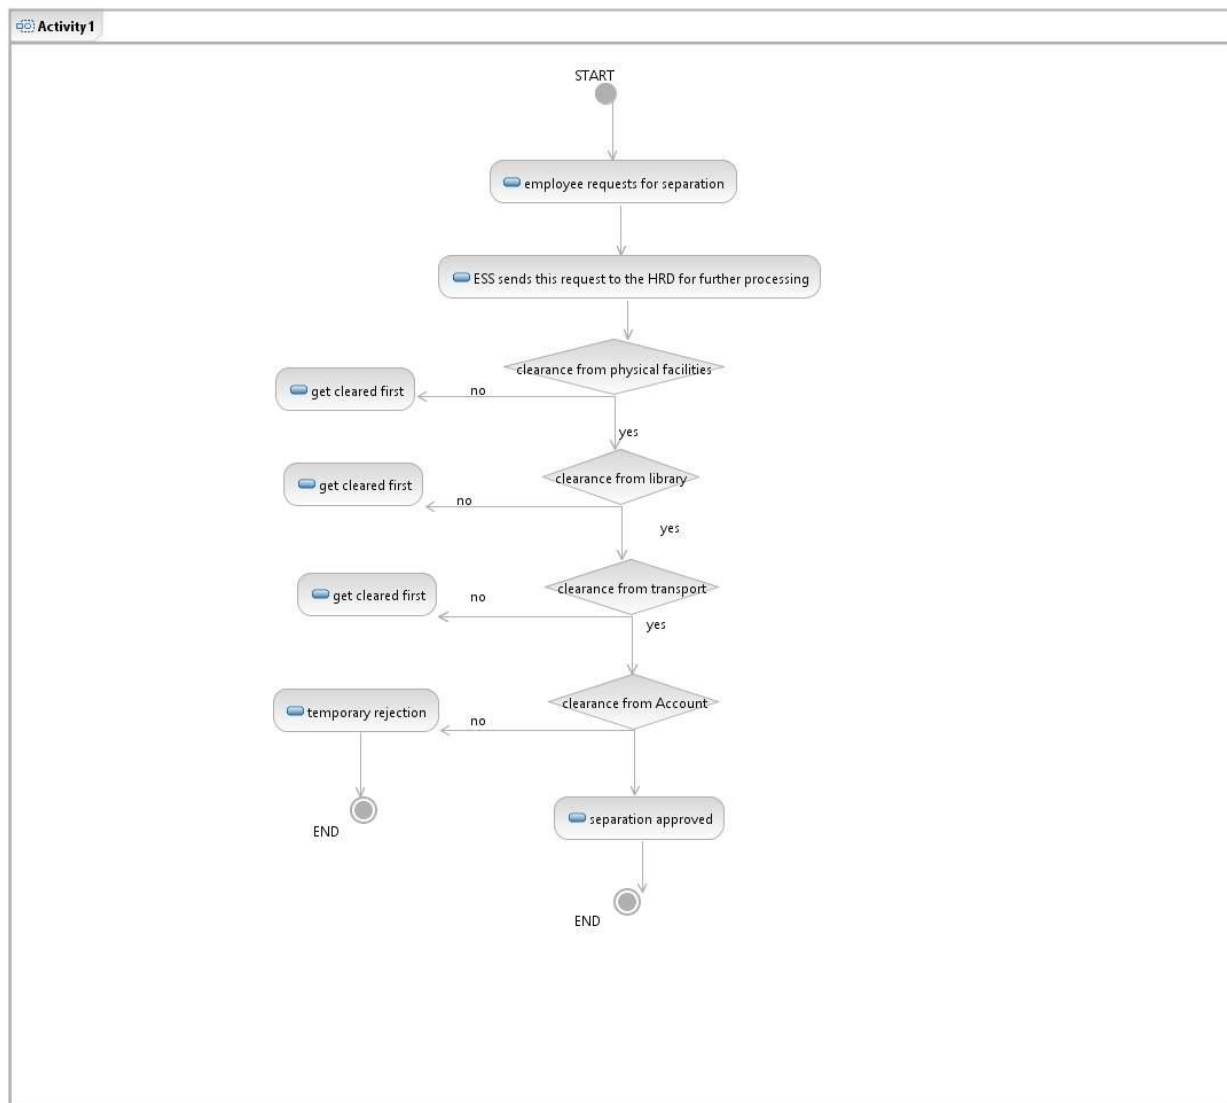 Activity1
START
employee requests for separation
ESS sends this request to the HRD for further processing
clearance from physical facilities
get cleared first
no
yes
clearance from library
get cleared first
no
yes
clearance from transport
get cleared first
no
yes
clearance from Account
temporary rejection
no
separation approved
END
END